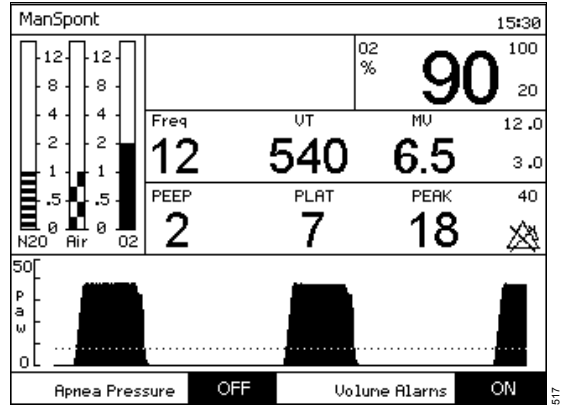 ManSpont 15:30
O2 % 90 100 20
12 12
8 8
4 4
2 2
1 1
.5 .5
0 0
N2O Air O2
Freq VT MV 12.0
12 540 6.5 3.0
PEEP PLAT PEAK 40
2 7 18
50
Paw
0
Apnea Pressure OFF Volume Alarms ON
517